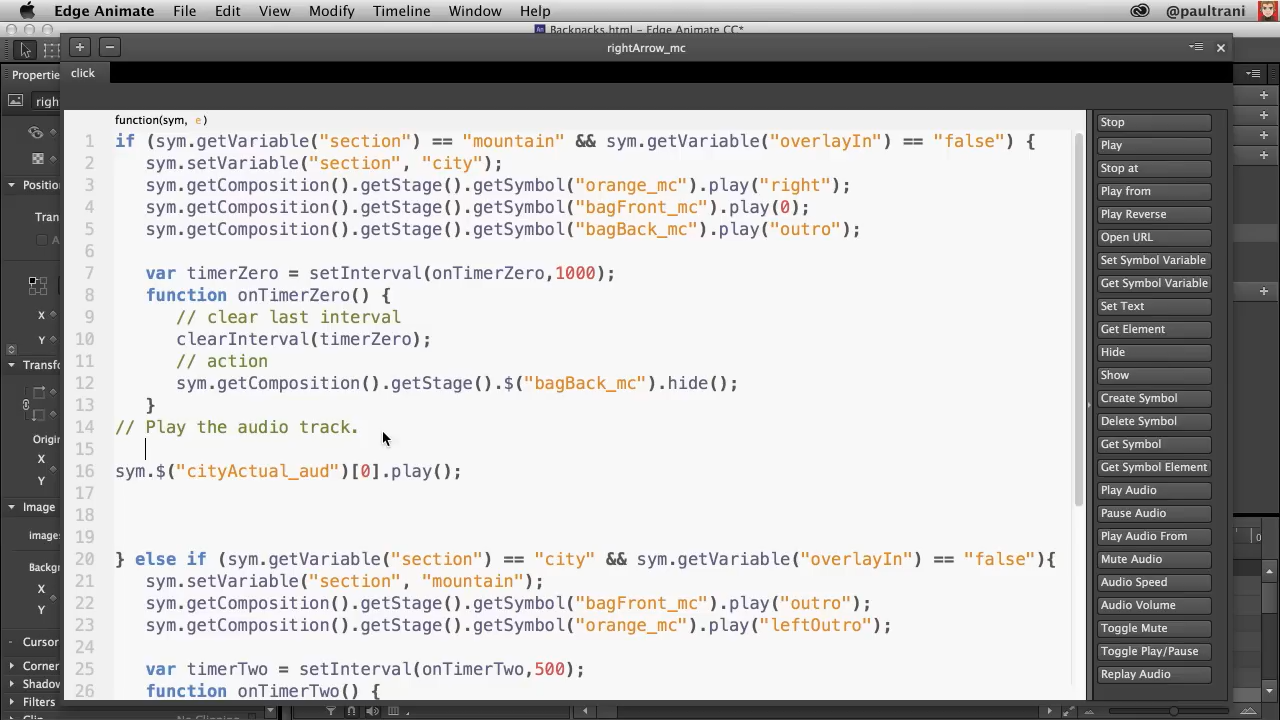 Edge Animate File Edit View Modify Timeline Window Help @paultrani
Backpacks.html - Edge Animate CC*
rightArrow_mc
click
Properties
function(sym, e)
1 if (sym.getVariable("section") == "mountain" && sym.getVariable("overlayIn") == "false") {
2 sym.setVariable("section", "city");
3 sym.getComposition().getStage().getSymbol("orange_mc").play("right");
4 sym.getComposition().getStage().getSymbol("bagFront_mc").play(0);
5 sym.getComposition().getStage().getSymbol("bagBack_mc").play("outro");
6
7 var timerZero = setInterval(onTimerZero,1000);
8 function onTimerZero() {
9 // clear last interval
10 clearInterval(timerZero);
11 // action
12 sym.getComposition().getStage().$("bagBack_mc").hide();
13 }
14 // Play the audio track.
15
16 sym.$("cityActual_aud")[0].play();
17
18
19
20 } else if (sym.getVariable("section") == "city" && sym.getVariable("overlayIn") == "false"){
21 sym.setVariable("section", "mountain");
22 sym.getComposition().getStage().getSymbol("bagFront_mc").play("outro");
23 sym.getComposition().getStage().getSymbol("orange_mc").play("leftOutro");
24
25 var timerTwo = setInterval(onTimerTwo,500);
26 function onTimerTwo() {
Stop
Play
Stop at
Play from
Play Reverse
Open URL
Set Symbol Variable
Get Symbol Variable
Set Text
Get Element
Hide
Show
Create Symbol
Delete Symbol
Get Symbol
Get Symbol Element
Play Audio
Pause Audio
Play Audio From
Mute Audio
Audio Speed
Audio Volume
Toggle Mute
Toggle Play/Pause
Replay Audio
righ
Positio
Tran
X
Y
Transfo
Origi
X
Y
Image
images
Backg
X
Y
Cursor
Corner
Shadow
Filters